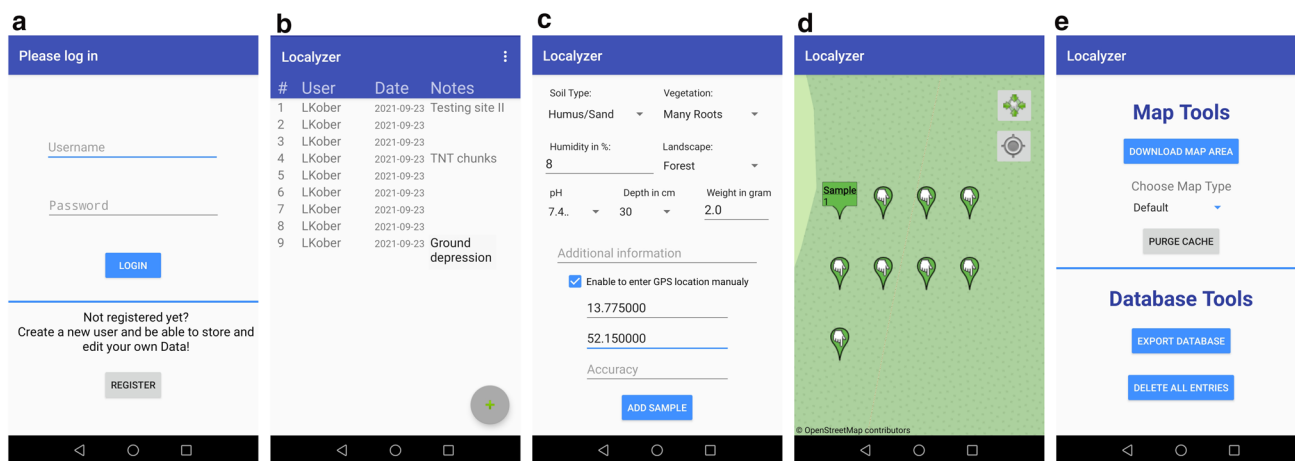 a
Please log in
Username
Password
LOGIN
Not registered yet?
Create a new user and be able to store and
edit your own Data!
REGISTER
b
Localyzer
# User Date Notes
1 LKober 2021-09-23 Testing site II
2 LKober 2021-09-23
3 LKober 2021-09-23
4 LKober 2021-09-23 TNT chunks
5 LKober 2021-09-23
6 LKober 2021-09-23
7 LKober 2021-09-23
8 LKober 2021-09-23
9 LKober 2021-09-23 Ground
depression
c
Localyzer
Soil Type: Vegetation:
Humus/Sand Many Roots
Humidity in %: Landscape:
8 Forest
pH Depth in cm Weight in gram
7.4.. 30 2.0
Additional information
Enable to enter GPS location manualy
13.775000
52.150000
Accuracy
ADD SAMPLE
d
Localyzer
Sample
1
© OpenStreetMap contributors
e
Localyzer
Map Tools
DOWNLOAD MAP AREA
Choose Map Type
Default
PURGE CACHE
Database Tools
EXPORT DATABASE
DELETE ALL ENTRIES